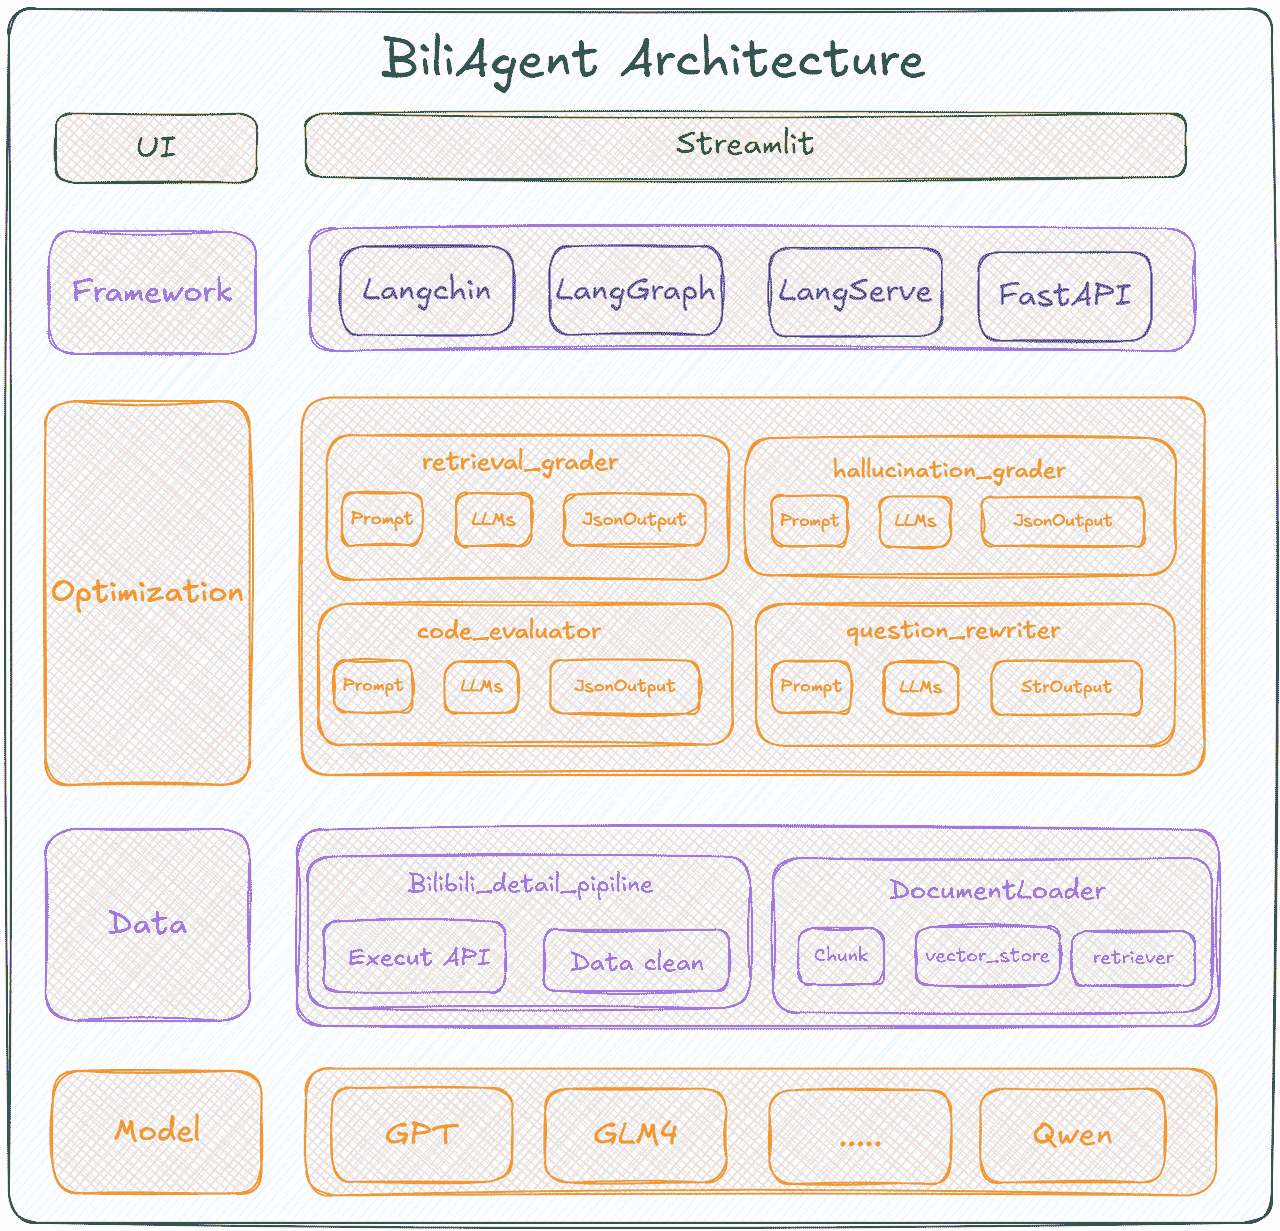 BiliAgent Architecture
UI
Streamlit
Framework
Langchin
LangGraph
LangServe
FastAPI
Optimization
retrieval_grader
Prompt
LLMs
JsonOutput
hallucination_grader
Prompt
LLMs
JsonOutput
code_evaluator
Prompt
LLMs
JsonOutput
question_rewriter
Prompt
LLMs
StrOutput
Data
Bilibili_detail_pipiline
Execut API
Data clean
DocumentLoader
Chunk
vector_store
retriever
Model
GPT
GLM4
.....
Qwen